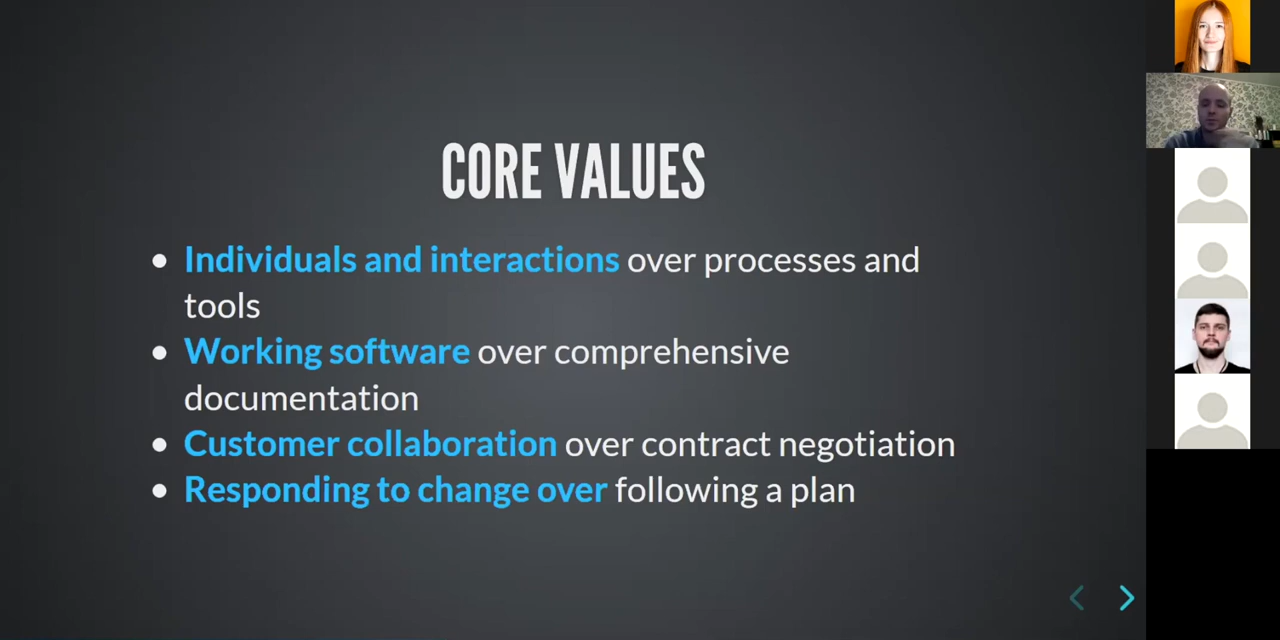 CORE VALUES
Individuals and interactions over processes and
tools
Working software over comprehensive
documentation
Customer collaboration over contract negotiation
Responding to change over following a plan